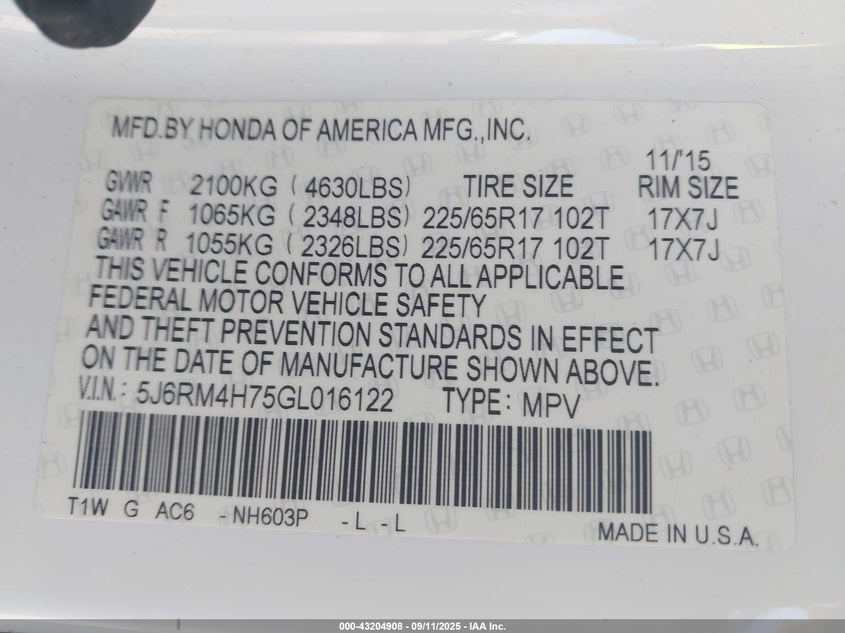 MFD.BY HONDA OF AMERICA MFG.,INC.
11/'15
GVWR 2100KG (4630LBS) TIRE SIZE RIM SIZE
GAWR F 1065KG (2348LBS) 225/65R17 102T 17X7J
GAWR R 1055KG (2326LBS) 225/65R17 102T 17X7J
THIS VEHICLE CONFORMS TO ALL APPLICABLE
FEDERAL MOTOR VEHICLE SAFETY
AND THEFT PREVENTION STANDARDS IN EFFECT
ON THE DATE OF MANUFACTURE SHOWN ABOVE.
V.I.N.: 5J6RM4H75GL016122 TYPE: MPV
T1W G AC6 -NH603P -L -L
MADE IN U.S.A.
000-43204908 - 09/11/2025 - IAA Inc.